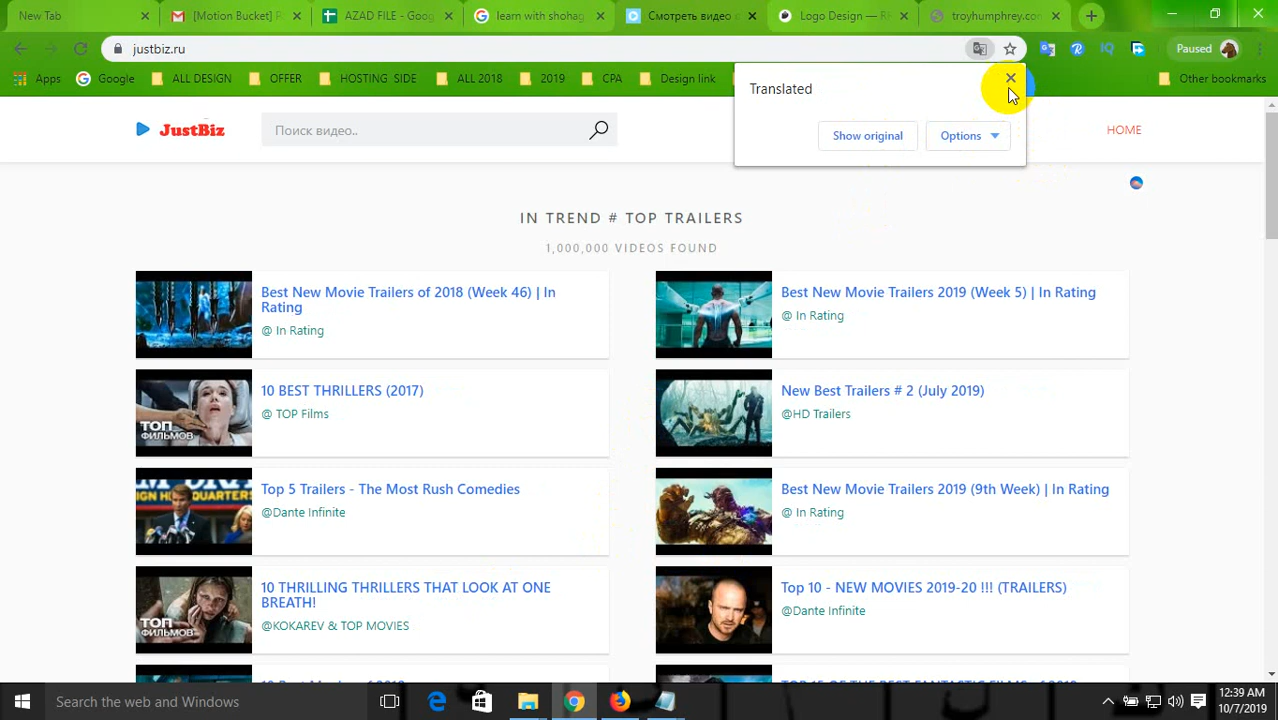 New Tab
[Motion Bucket] R
AZAD FILE - Goog
learn with shohag
Смотреть видео
Logo Design — R
troyhumphrey.co
justbiz.ru
Paused
Apps
Google
ALL DESIGN
OFFER
HOSTING SIDE
ALL 2018
2019
CPA
Design link
Other bookmarks
Translated
Show original
Options
JustBiz
Поиск видео..
HOME
IN TREND # TOP TRAILERS
1,000,000 VIDEOS FOUND
Best New Movie Trailers of 2018 (Week 46) | In
Rating
@ In Rating
Best New Movie Trailers 2019 (Week 5) | In Rating
@ In Rating
ТОП
ФИЛЬМОВ
10 BEST THRILLERS (2017)
@ TOP Films
New Best Trailers # 2 (July 2019)
@HD Trailers
Top 5 Trailers - The Most Rush Comedies
@Dante Infinite
Best New Movie Trailers 2019 (9th Week) | In Rating
@ In Rating
ТОП
ФИЛЬМОВ
10 THRILLING THRILLERS THAT LOOK AT ONE
BREATH!
@KOKAREV & TOP MOVIES
Top 10 - NEW MOVIES 2019-20 !!! (TRAILERS)
@Dante Infinite
Search the web and Windows
12:39 AM
10/7/2019